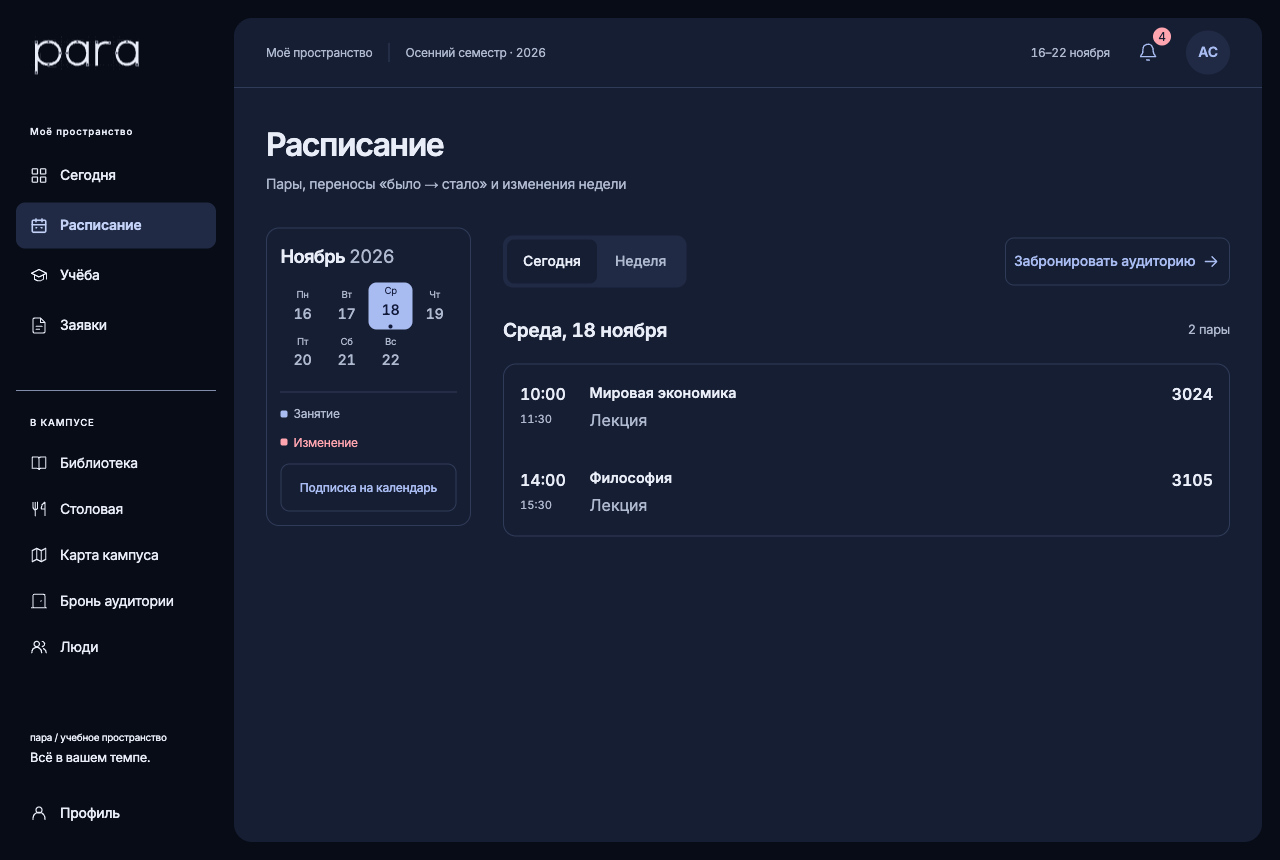 para
Моё пространство
Сегодня
Расписание
Учёба
Заявки
В КАМПУСЕ
Библиотека
Столовая
Карта кампуса
Бронь аудитории
Люди
пара / учебное пространство
Всё в вашем темпе.
Профиль
Моё пространство Осенний семестр · 2026 16–22 ноября 4 АС
Расписание
Пары, переносы «было → стало» и изменения недели
Ноябрь 2026
Пн Вт Ср Чт
16 17 18 19
Пт Сб Вс
20 21 22
Занятие
Изменение
Подписка на календарь
Сегодня Неделя Забронировать аудиторию →
Среда, 18 ноября 2 пары
10:00 Мировая экономика 3024
11:30 Лекция
14:00 Философия 3105
15:30 Лекция